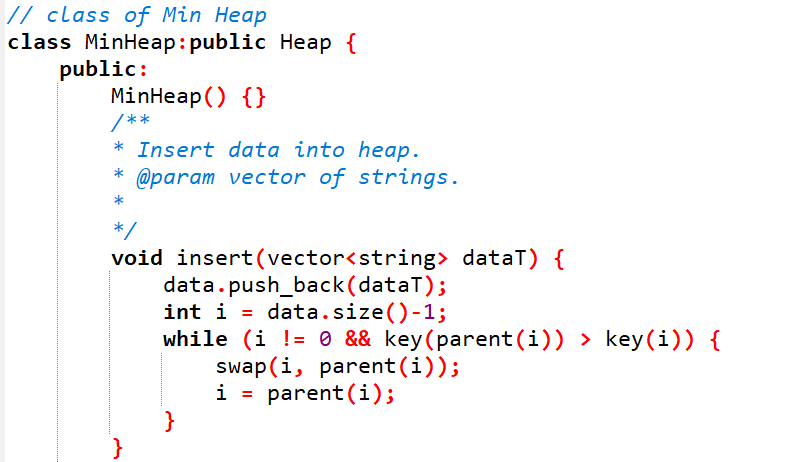 // class of Min Heap
class MinHeap:public Heap {
    public:
        MinHeap() {}
        /**
        * Insert data into heap.
        * @param vector of strings.
        *
        */
        void insert(vector<string> dataT) {
            data.push_back(dataT);
            int i = data.size()-1;
            while (i != 0 && key(parent(i)) > key(i)) {
                swap(i, parent(i));
                i = parent(i);
            }
        }